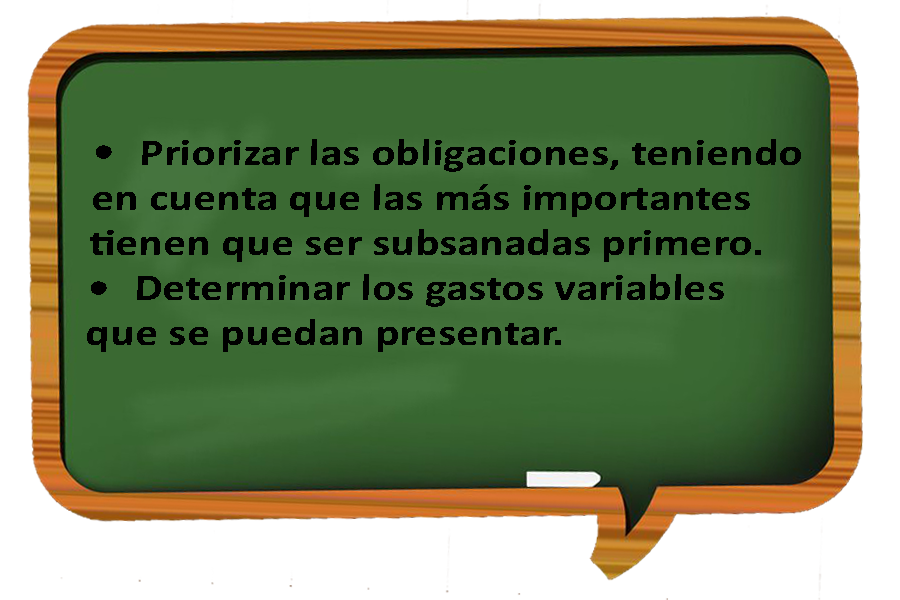 • Priorizar las obligaciones, teniendo
en cuenta que las más importantes
tienen que ser subsanadas primero.
• Determinar los gastos variables
que se puedan presentar.